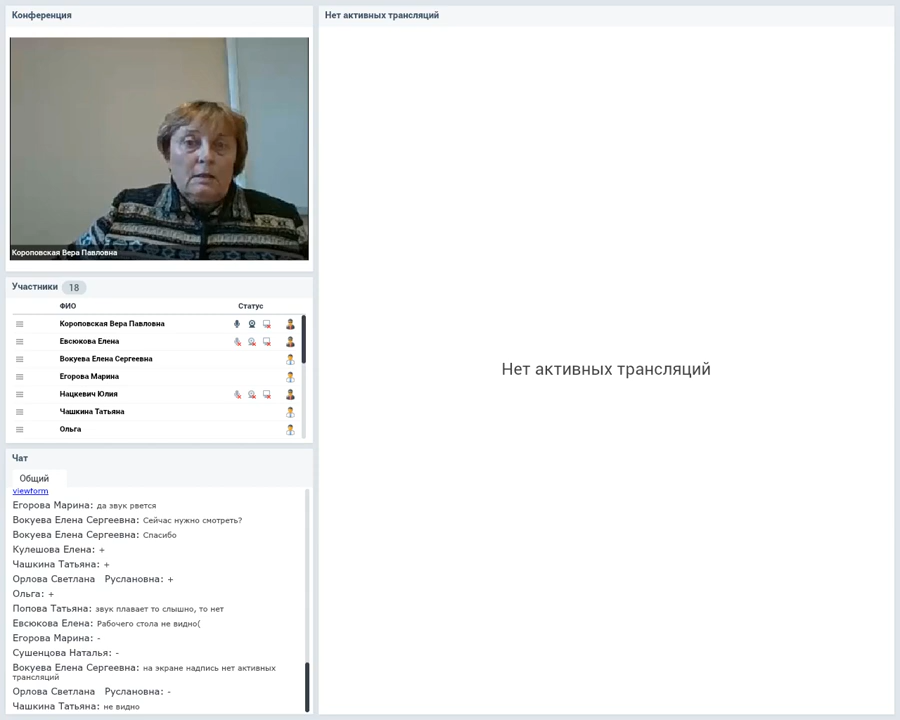 Конференция
Короповская Вера Павловна
Участники 18
ФИО Статус
Короповская Вера Павловна
Евсюкова Елена
Вокуева Елена Сергеевна
Егорова Марина
Нацкевич Юлия
Чашкина Татьяна
Ольга
Чат
Общий
viewform
Егорова Марина: да звук рвется
Вокуева Елена Сергеевна: Сейчас нужно смотреть?
Вокуева Елена Сергеевна: Спасибо
Кулешова Елена: +
Чашкина Татьяна: +
Орлова Светлана Руслановна: +
Ольга: +
Попова Татьяна: звук плавает то слышно, то нет
Евсюкова Елена: Рабочего стола не видно(
Егорова Марина: -
Сушенцова Наталья: -
Вокуева Елена Сергеевна: на экране надпись нет активных
трансляций
Орлова Светлана Руслановна: -
Чашкина Татьяна: не видно
Нет активных трансляций
Нет активных трансляций